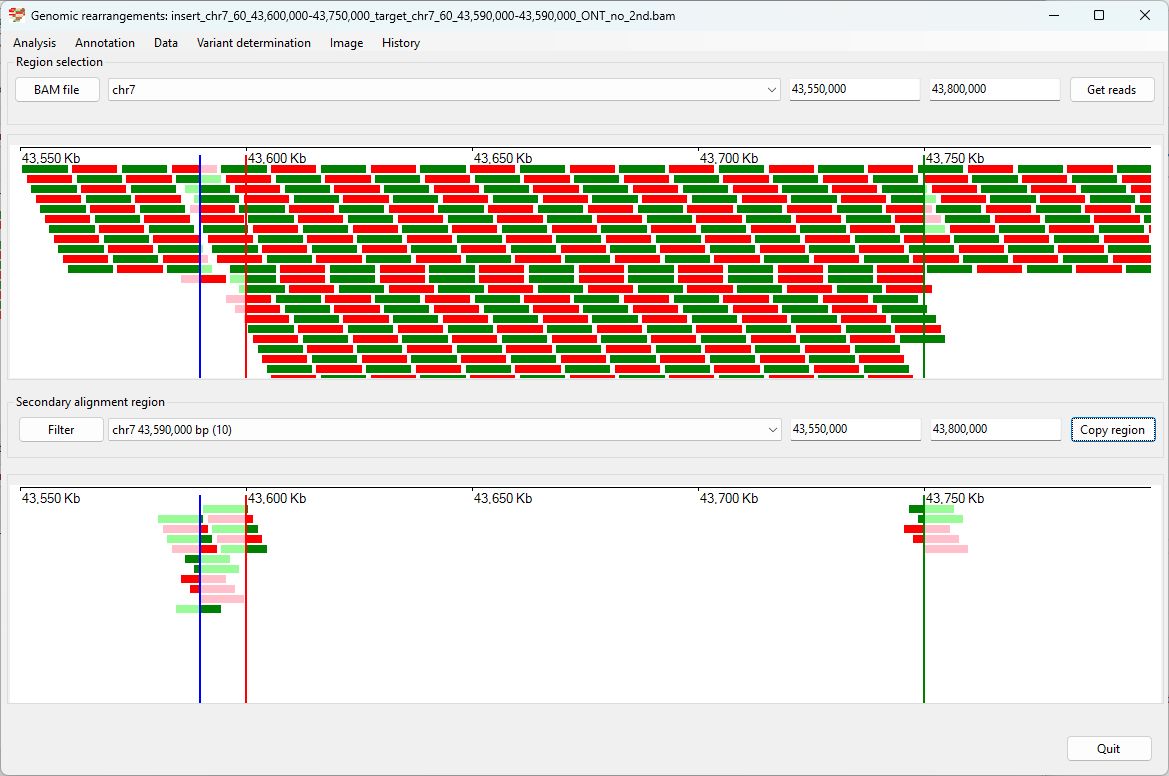 Genomic rearrangements: insert_chr7_60_43,600,000-43,750,000_target_chr7_60_43,590,000-43,590,000_ONT_no_2nd.bam
Analysis Annotation Data Variant determination Image History
Region selection
BAM file chr7 43,550,000 43,800,000 Get reads
43,550 Kb 43,600 Kb 43,650 Kb 43,700 Kb 43,750 Kb
Secondary alignment region
Filter chr7 43,590,000 bp (10) 43,550,000 43,800,000 Copy region
43,550 Kb 43,600 Kb 43,650 Kb 43,700 Kb 43,750 Kb
Quit